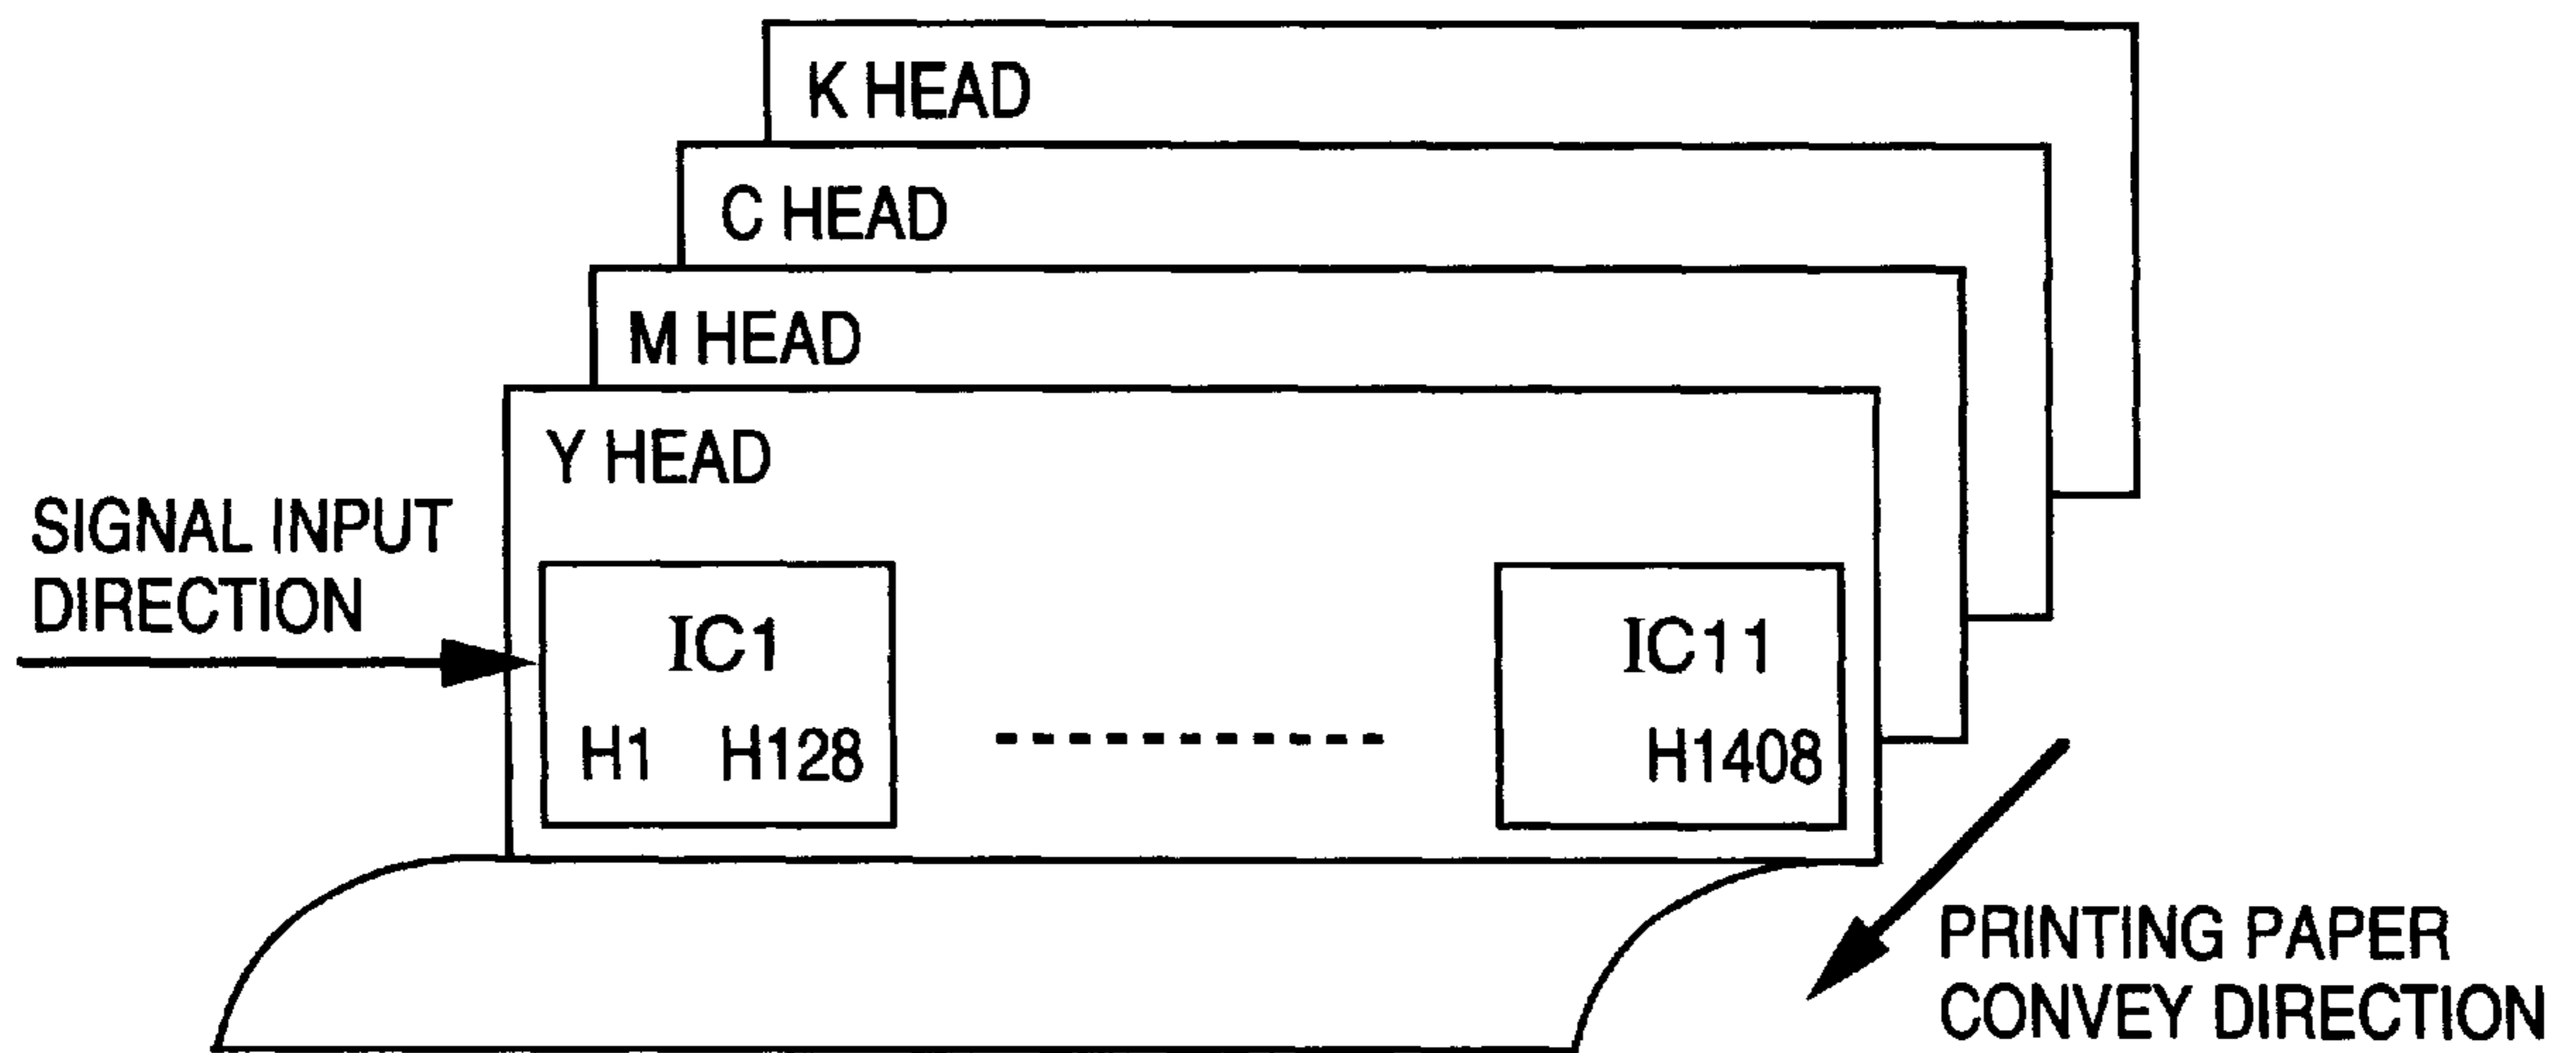 K HEAD
C HEAD
M HEAD
Y HEAD
SIGNAL INPUT
DIRECTION
IC1
H1 H128
IC11
H1408
PRINTING PAPER
CONVEY DIRECTION